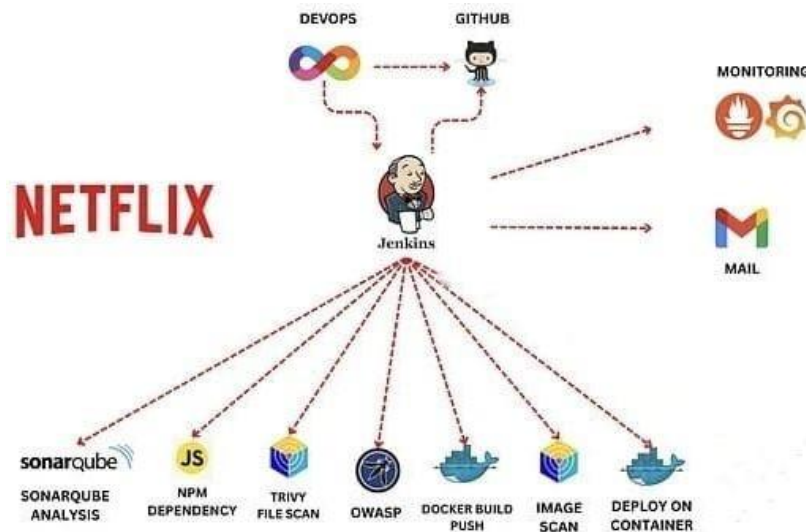 DEVOPS
GITHUB
MONITORING
NETFLIX
Jenkins
MAIL
sonarqube
JS
SONARQUBE
ANALYSIS
NPM
DEPENDENCY
TRIVY
FILE SCAN
OWASP
DOCKER BUILD
PUSH
IMAGE
SCAN
DEPLOY ON
CONTAINER